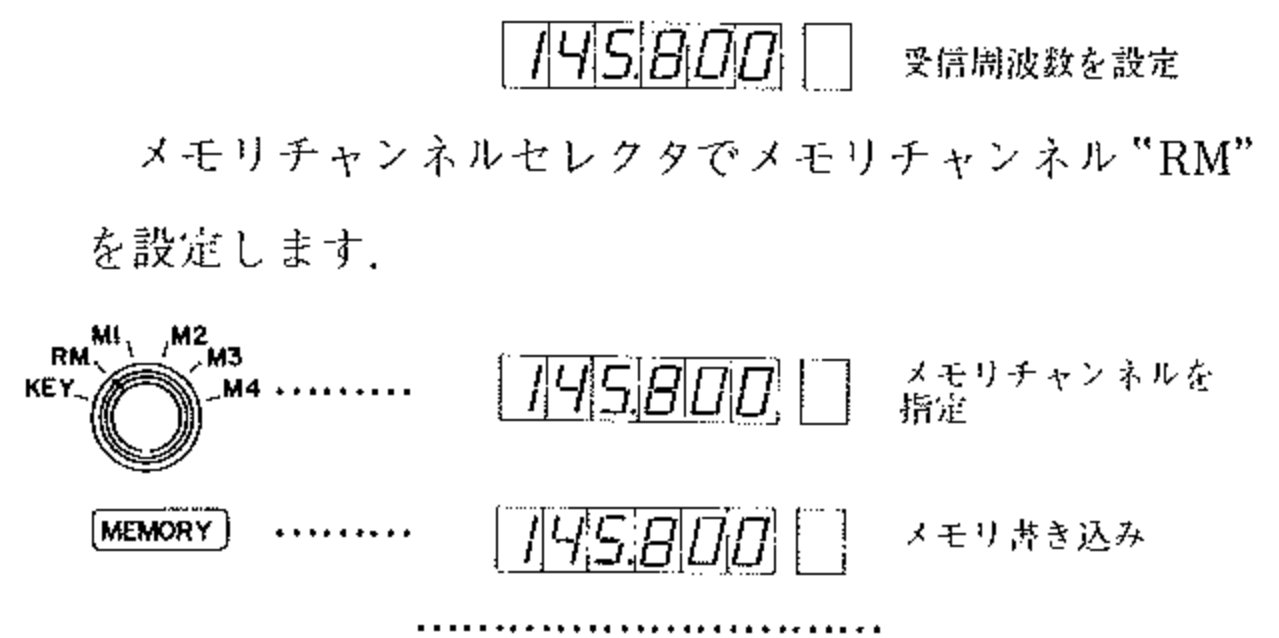 145.800 受信周波数を設定
メモリチャンネルセレクタでメモリチャンネル“RM”
を設定します.
M1 M2
RM M3
KEY M4 ......... 145.800 メモリチャンネルを
指定
MEMORY ......... 145.800 メモリ書き込み
..............................